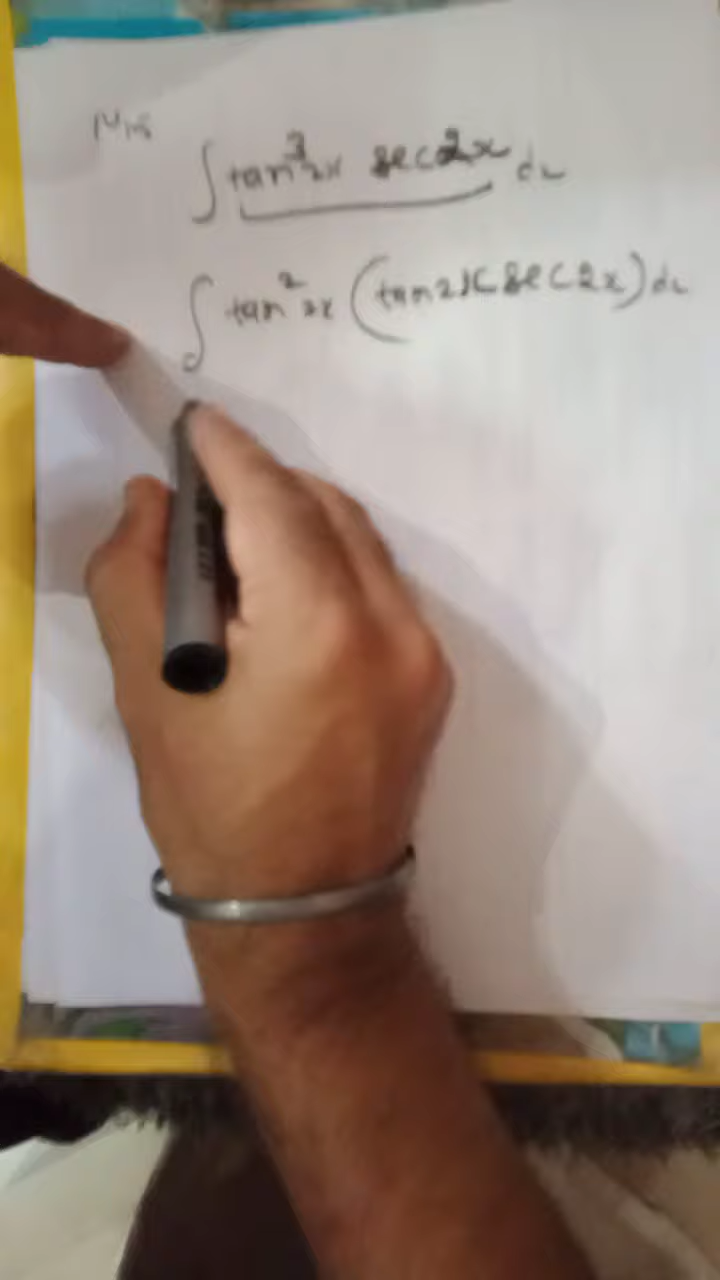 ∫ tan³2x sec2x dx
∫ tan²2x (tan2x sec2x) dx